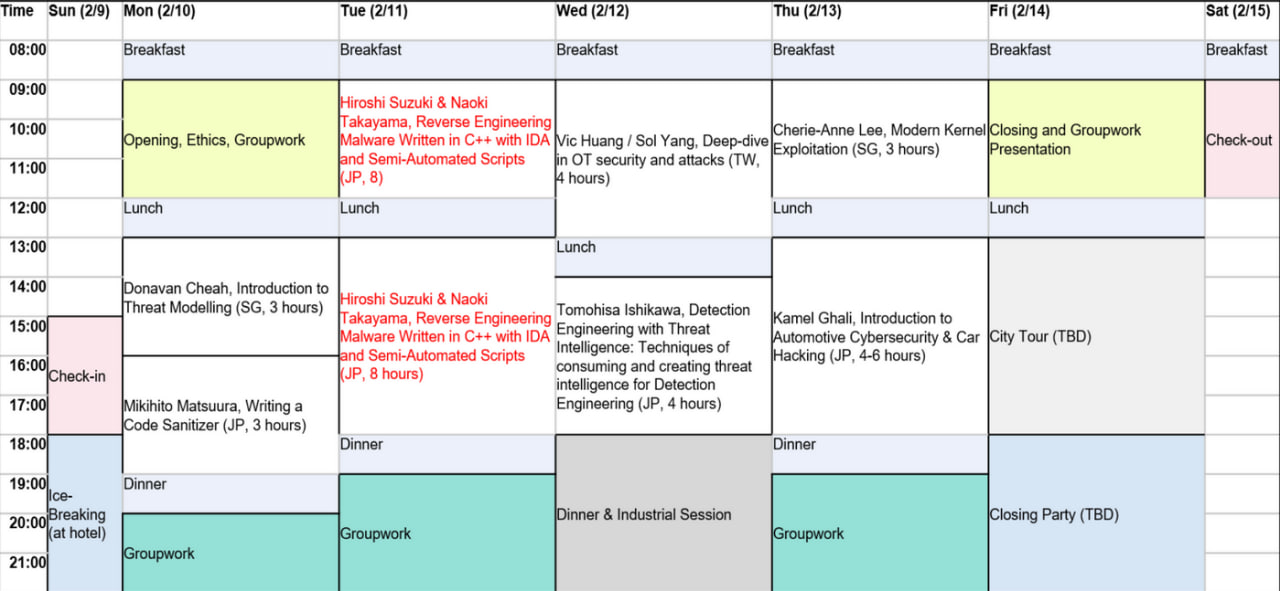 Time
Sun (2/9)
Mon (2/10)
Tue (2/11)
Wed (2/12)
Thu (2/13)
Fri (2/14)
Sat (2/15)
08:00
Breakfast
Breakfast
Breakfast
Breakfast
Breakfast
Breakfast
09:00
10:00
11:00
Opening, Ethics, Groupwork
Hiroshi Suzuki & Naoki
Takayama, Reverse Engineering
Malware Written in C++ with IDA
and Semi-Automated Scripts
(JP, 8)
Vic Huang / Sol Yang, Deep-dive
in OT security and attacks (TW,
4 hours)
Cherie-Anne Lee, Modern Kernel
Exploitation (SG, 3 hours)
Closing and Groupwork
Presentation
Check-out
12:00
Lunch
Lunch
Lunch
Lunch
13:00
Lunch
14:00
15:00
16:00
17:00
Check-in
Donavan Cheah, Introduction to
Threat Modelling (SG, 3 hours)
Mikihito Matsuura, Writing a
Code Sanitizer (JP, 3 hours)
Hiroshi Suzuki & Naoki
Takayama, Reverse Engineering
Malware Written in C++ with IDA
and Semi-Automated Scripts
(JP, 8 hours)
Tomohisa Ishikawa, Detection
Engineering with Threat
Intelligence: Techniques of
consuming and creating threat
intelligence for Detection
Engineering (JP, 4 hours)
Kamel Ghali, Introduction to
Automotive Cybersecurity & Car
Hacking (JP, 4-6 hours)
City Tour (TBD)
18:00
Dinner
Dinner
19:00
Dinner
20:00
21:00
Ice-
Breaking
(at hotel)
Groupwork
Groupwork
Dinner & Industrial Session
Groupwork
Closing Party (TBD)